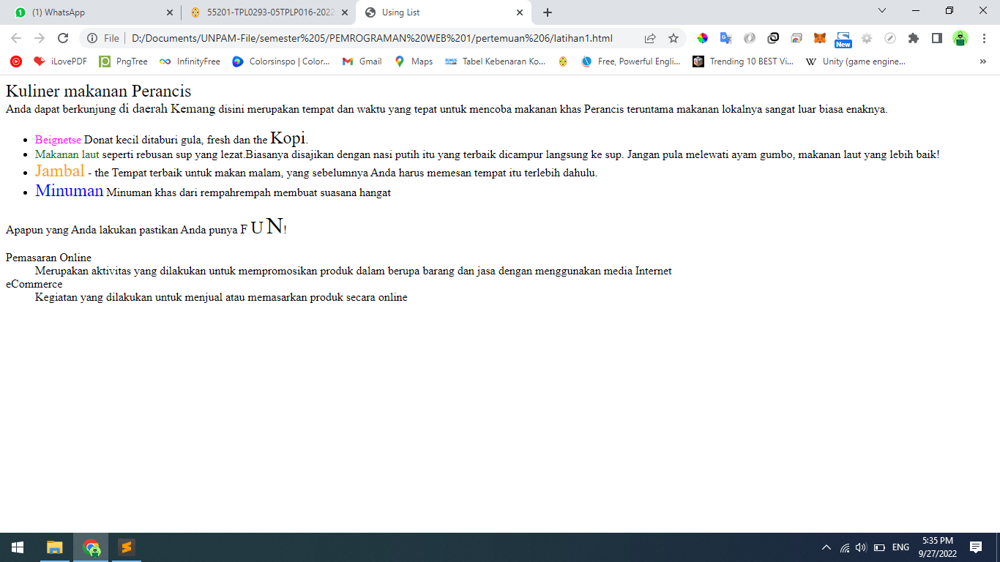 (1) WhatsApp
55201-TPL0293-05TPLP016-2022
Using List
File | D:/Documents/UNPAM-File/semester%205/PEMROGRAMAN%20WEB%201/pertemuan%206/latihan1.html
New
iLovePDF PngTree InfinityFree Colorsinspo | Color... Gmail Maps Tabel Kebenaran Ko... Free, Powerful Engli... Trending 10 BEST Vi... W Unity (game engine... »
Kuliner makanan Perancis
Anda dapat berkunjung di daerah Kemang disini merupakan tempat dan waktu yang tepat untuk mencoba makanan khas Perancis teruntama makanan lokalnya sangat luar biasa enaknya.
• Beignetse Donat kecil ditaburi gula, fresh dan the Kopi.
• Makanan laut seperti rebusan sup yang lezat.Biasanya disajikan dengan nasi putih itu yang terbaik dicampur langsung ke sup. Jangan pula melewati ayam gumbo, makanan laut yang lebih baik!
• Jambal - the Tempat terbaik untuk makan malam, yang sebelumnya Anda harus memesan tempat itu terlebih dahulu.
• Minuman Minuman khas dari rempahrempah membuat suasana hangat
Apapun yang Anda lakukan pastikan Anda punya F U N!
Pemasaran Online
Merupakan aktivitas yang dilakukan untuk mempromosikan produk dalam berupa barang dan jasa dengan menggunakan media Internet
eCommerce
Kegiatan yang dilakukan untuk menjual atau memasarkan produk secara online
ENG
5:35 PM
9/27/2022